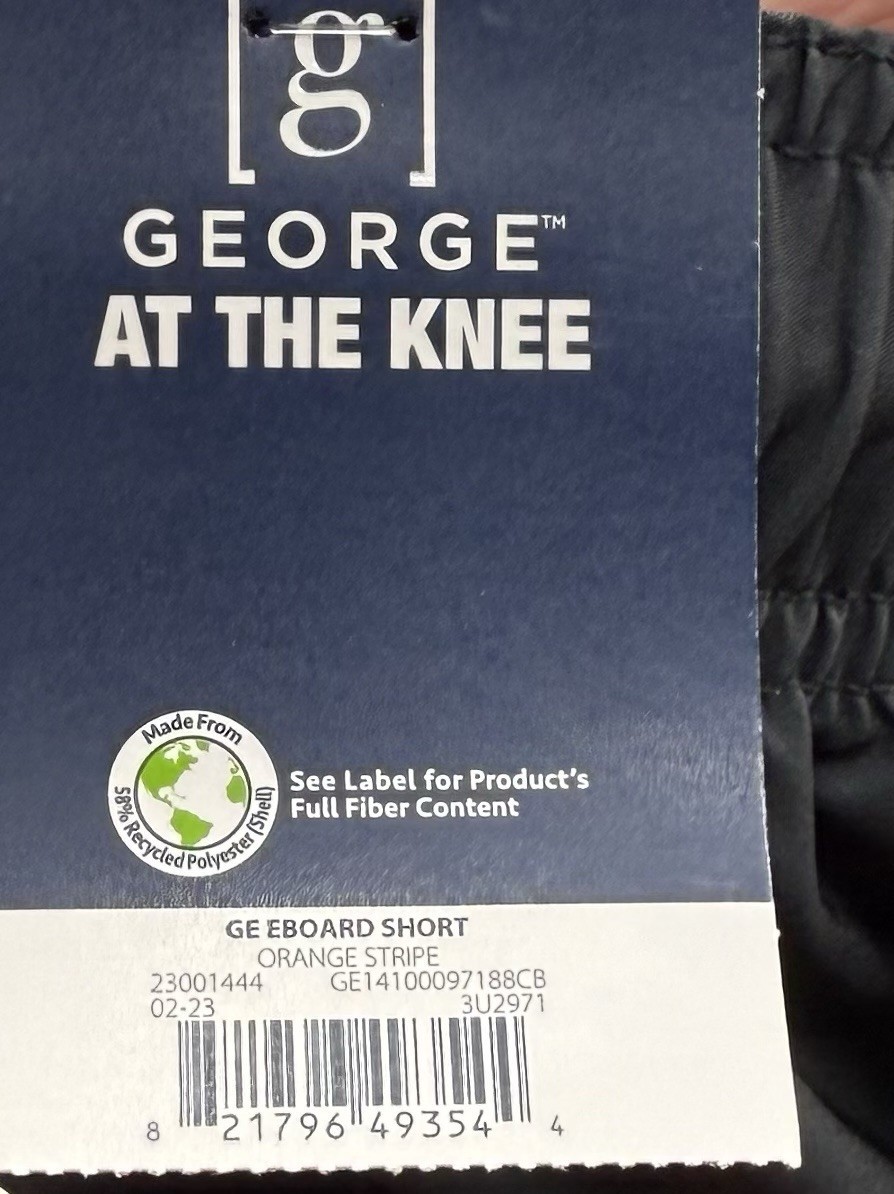 g
GEORGE™
AT THE KNEE
Made From
58% Recycled Polyester (Shell)
See Label for Product's
Full Fiber Content
GE EBOARD SHORT
ORANGE STRIPE
23001444 GE14100097188CB
02-23 3U2971
8 21796 49354 4